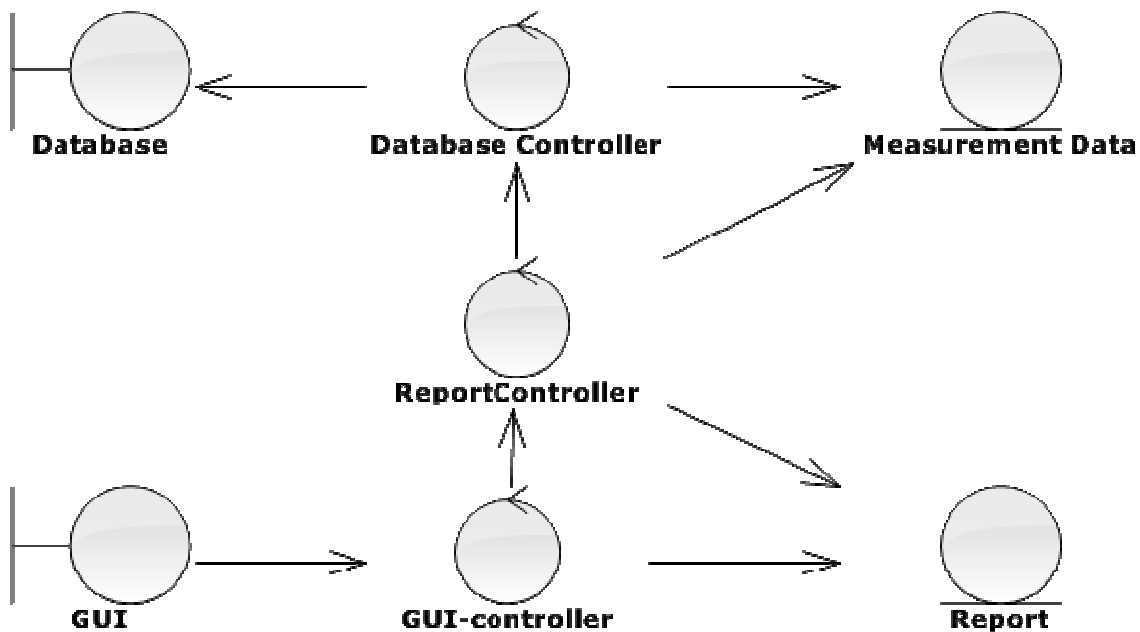 Database
Database Controller
Measurement Data
ReportController
GUI
GUI-controller
Report